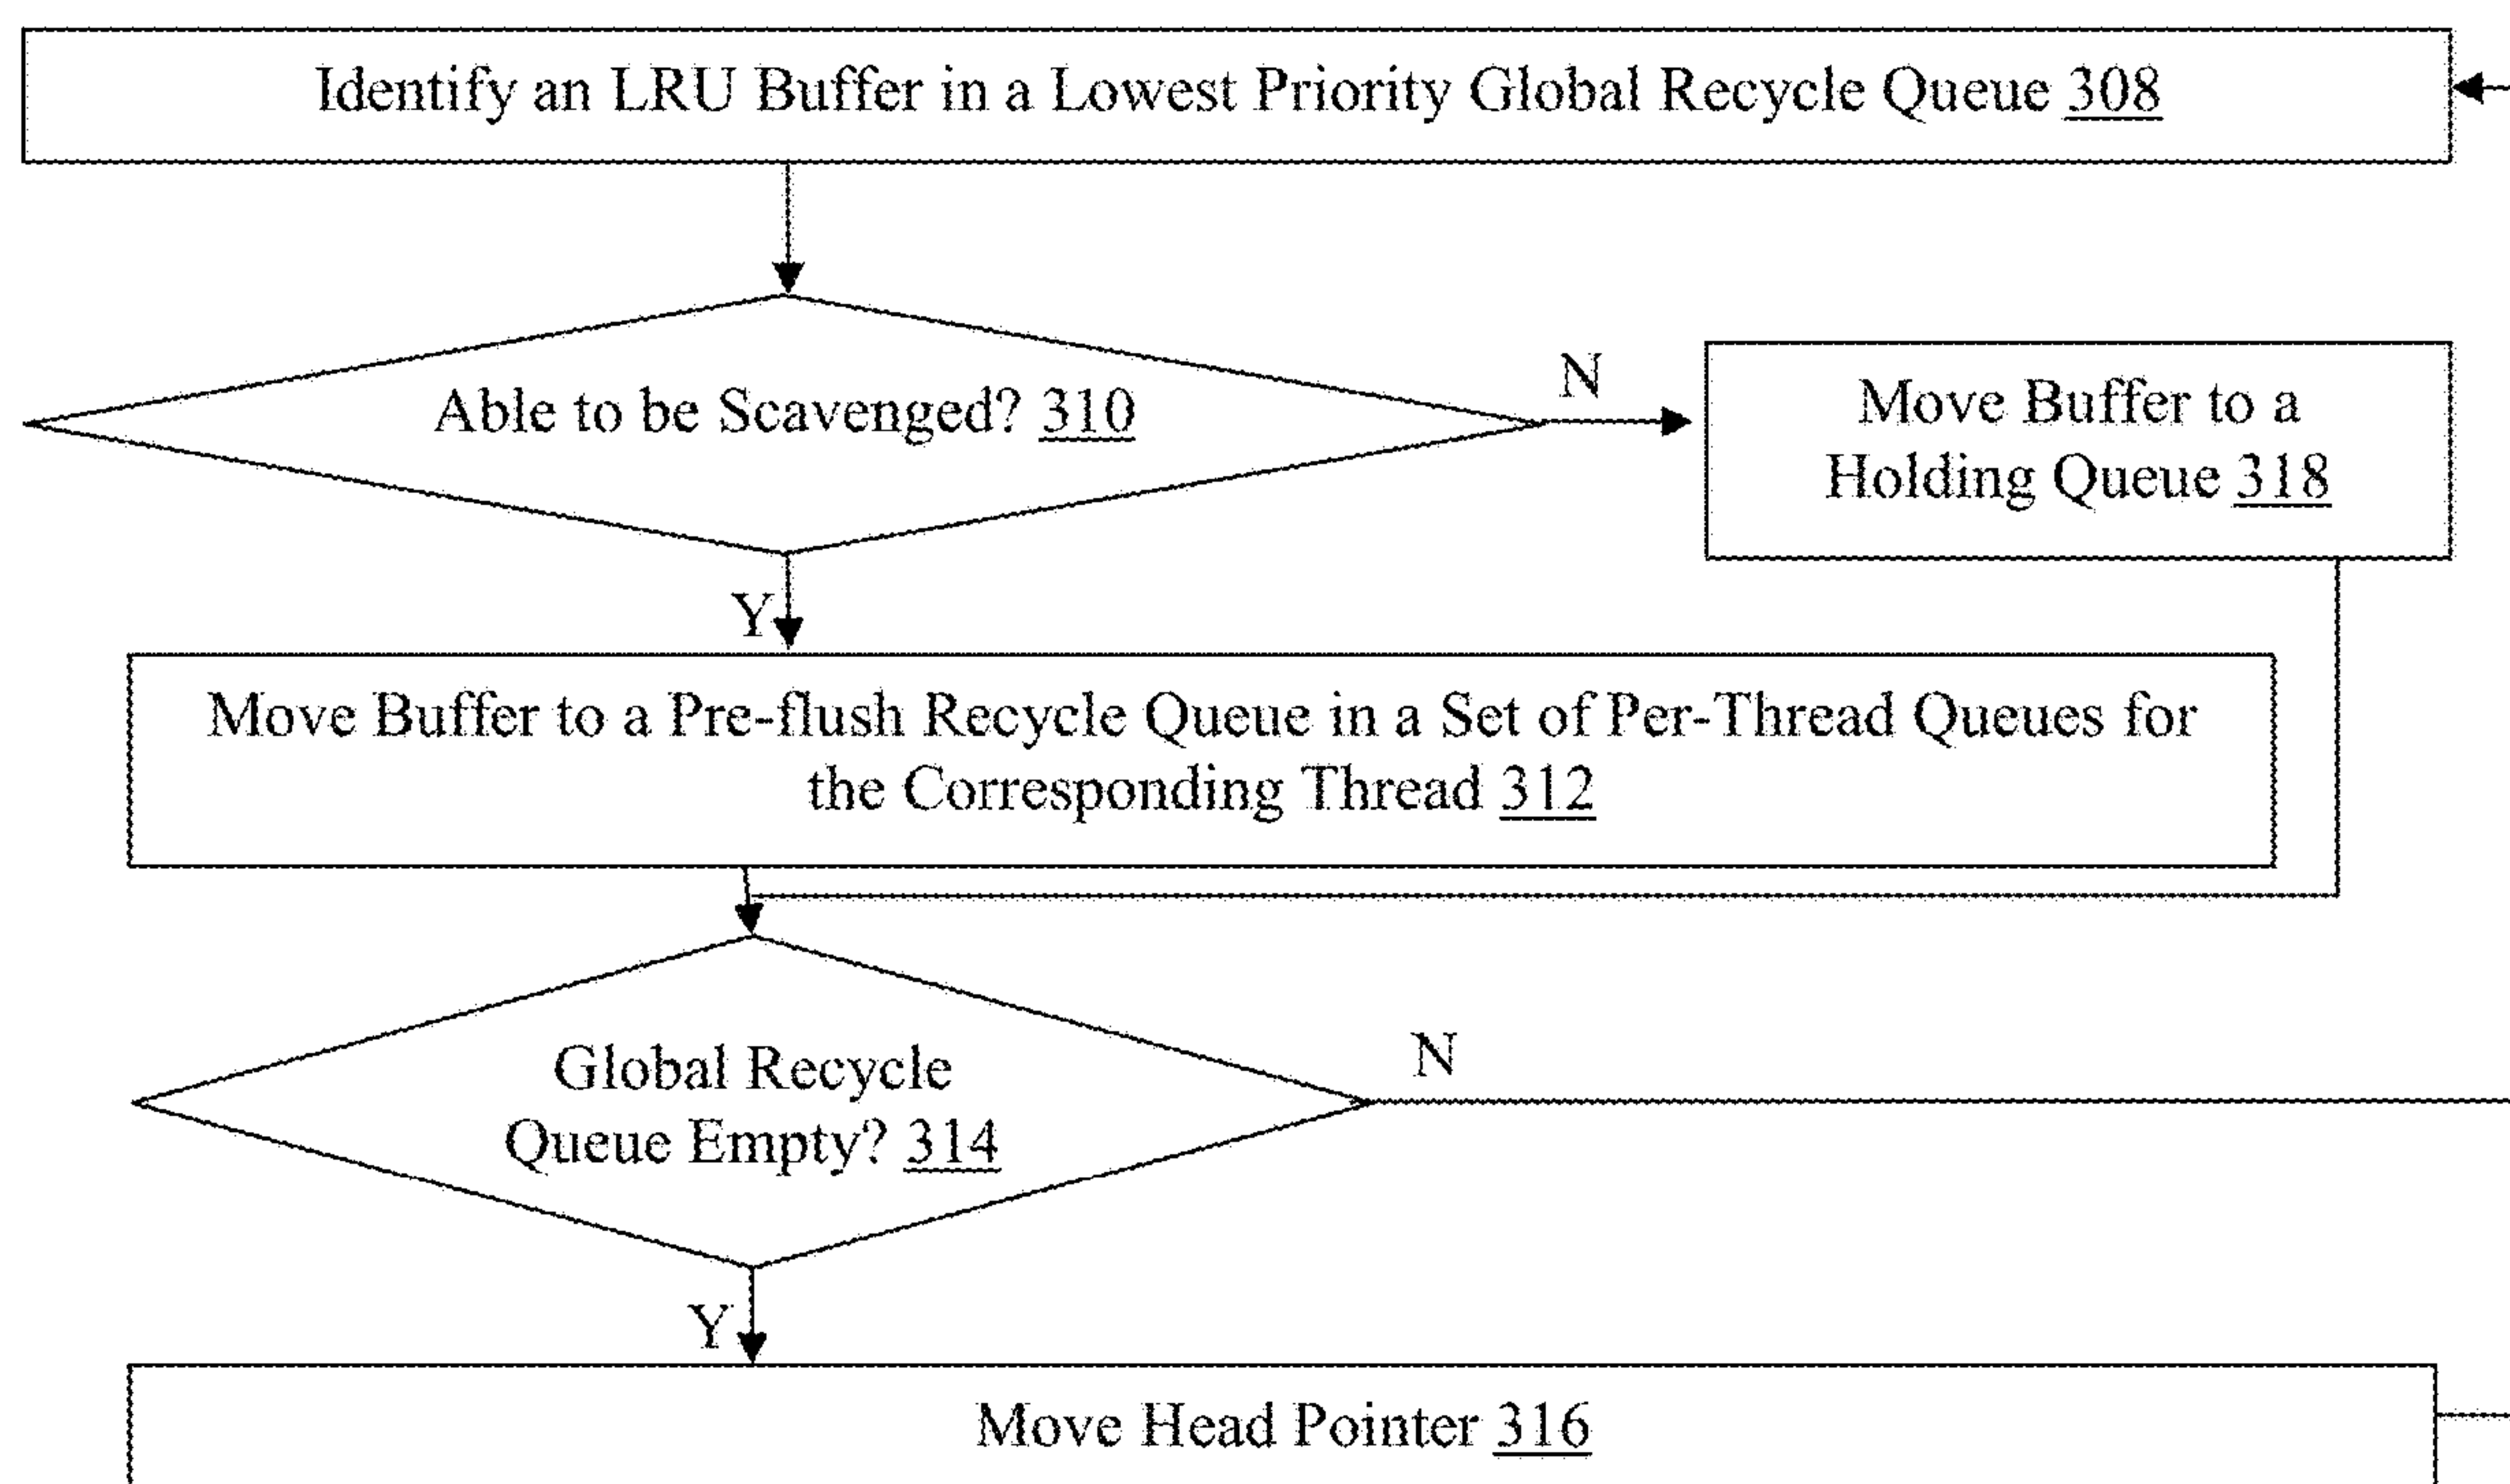 Identify an LRU Buffer in a Lowest Priority Global Recycle Queue 308
Able to be Scavenged? 310
N
Move Buffer to a
Holding Queue 318
Y
Move Buffer to a Pre-flush Recycle Queue in a Set of Per-Thread Queues for
the Corresponding Thread 312
Global Recycle
Queue Empty? 314
N
Y
Move Head Pointer 316